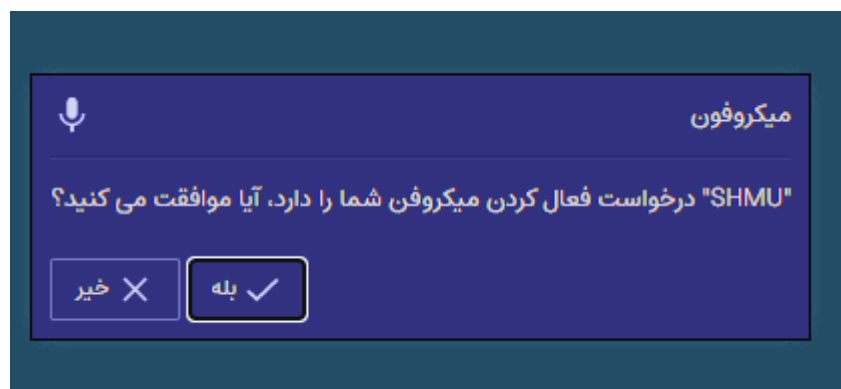 میکروفون
"SHMU" درخواست فعال کردن میکروفن شما را دارد، آیا موافقت می کنید؟
بله
خیر